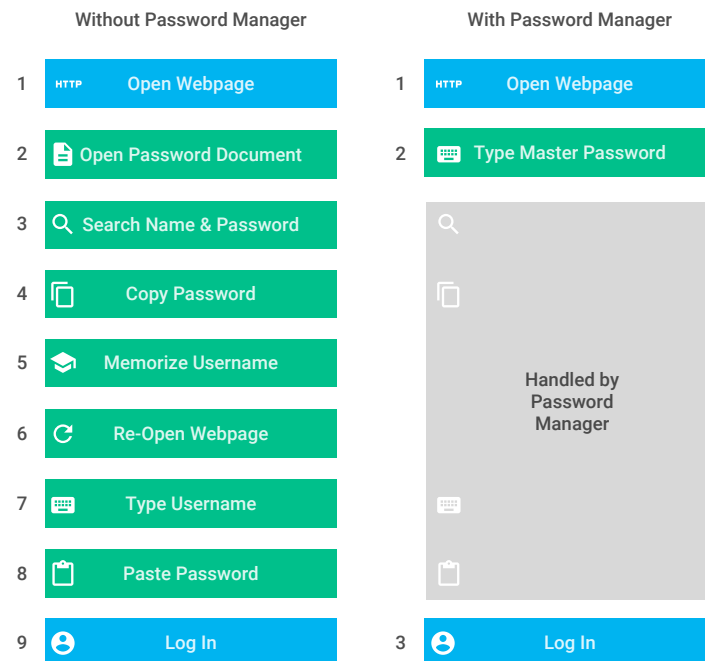 Without Password Manager
1 HTTP Open Webpage
2 Open Password Document
3 Search Name & Password
4 Copy Password
5 Memorize Username
6 Re-Open Webpage
7 Type Username
8 Paste Password
9 Log In
With Password Manager
1 HTTP Open Webpage
2 Type Master Password
Handled by
Password
Manager
3 Log In